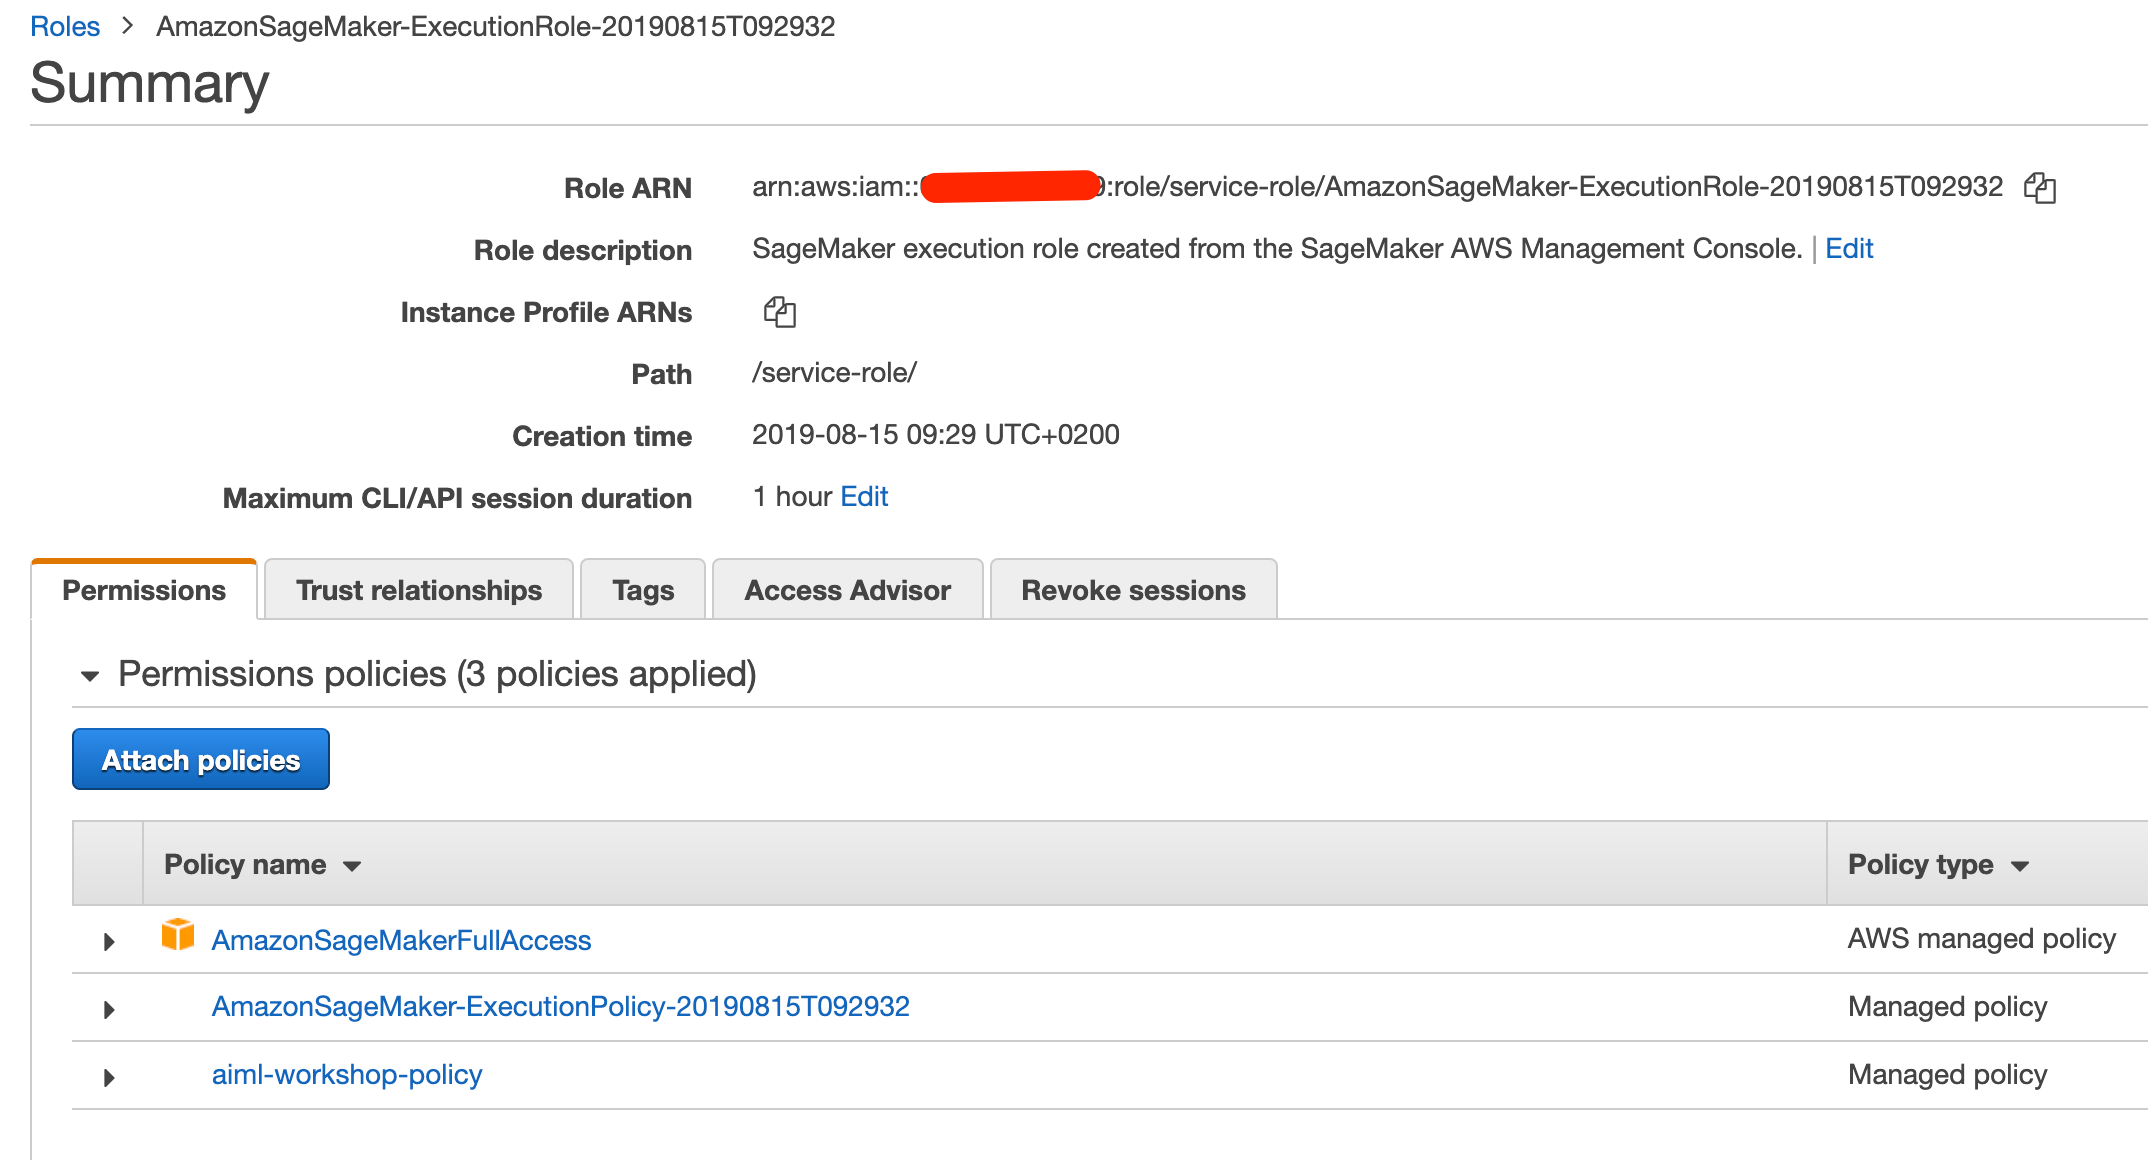 Roles > AmazonSageMaker-ExecutionRole-20190815T092932
Summary
Role ARN arn:aws:iam:: :role/service-role/AmazonSageMaker-ExecutionRole-20190815T092932
Role description SageMaker execution role created from the SageMaker AWS Management Console. | Edit
Instance Profile ARNs
Path /service-role/
Creation time 2019-08-15 09:29 UTC+0200
Maximum CLI/API session duration 1 hour Edit
Permissions Trust relationships Tags Access Advisor Revoke sessions
Permissions policies (3 policies applied)
Attach policies
Policy name Policy type
AmazonSageMakerFullAccess AWS managed policy
AmazonSageMaker-ExecutionPolicy-20190815T092932 Managed policy
aiml-workshop-policy Managed policy